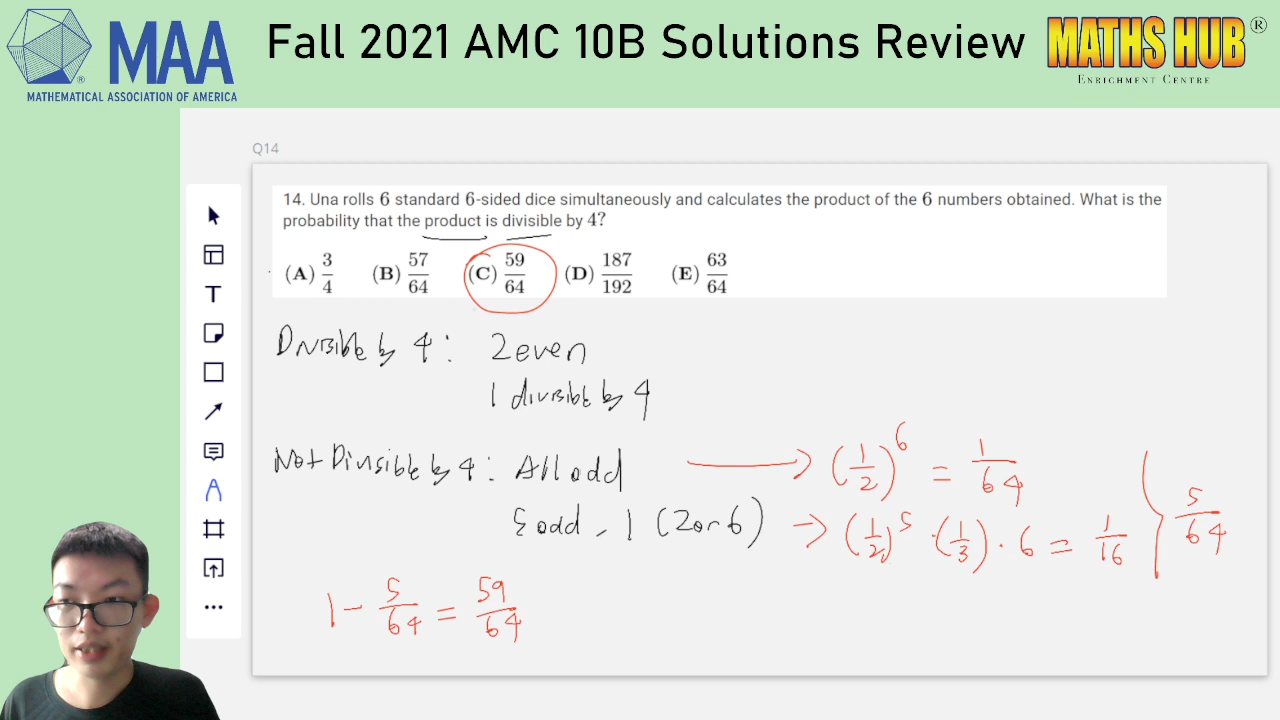 MAA
MATHEMATICAL ASSOCIATION OF AMERICA
Fall 2021 AMC 10B Solutions Review
MATHS HUB ®
ENRICHMENT CENTRE
Q14
14. Una rolls 6 standard 6-sided dice simultaneously and calculates the product of the 6 numbers obtained. What is the
probability that the product is divisible by 4?
(A) 3/4 (B) 57/64 (C) 59/64 (D) 187/192 (E) 63/64
Divisible by 4: 2 even
1 divisible by 4
Not Divisible by 4: All odd → (1/2)^6 = 1/64
5 odd, 1 (2 or 6) → (1/2)^5 · (1/3) · 6 = 1/16
5/64
1 - 5/64 = 59/64
T
A